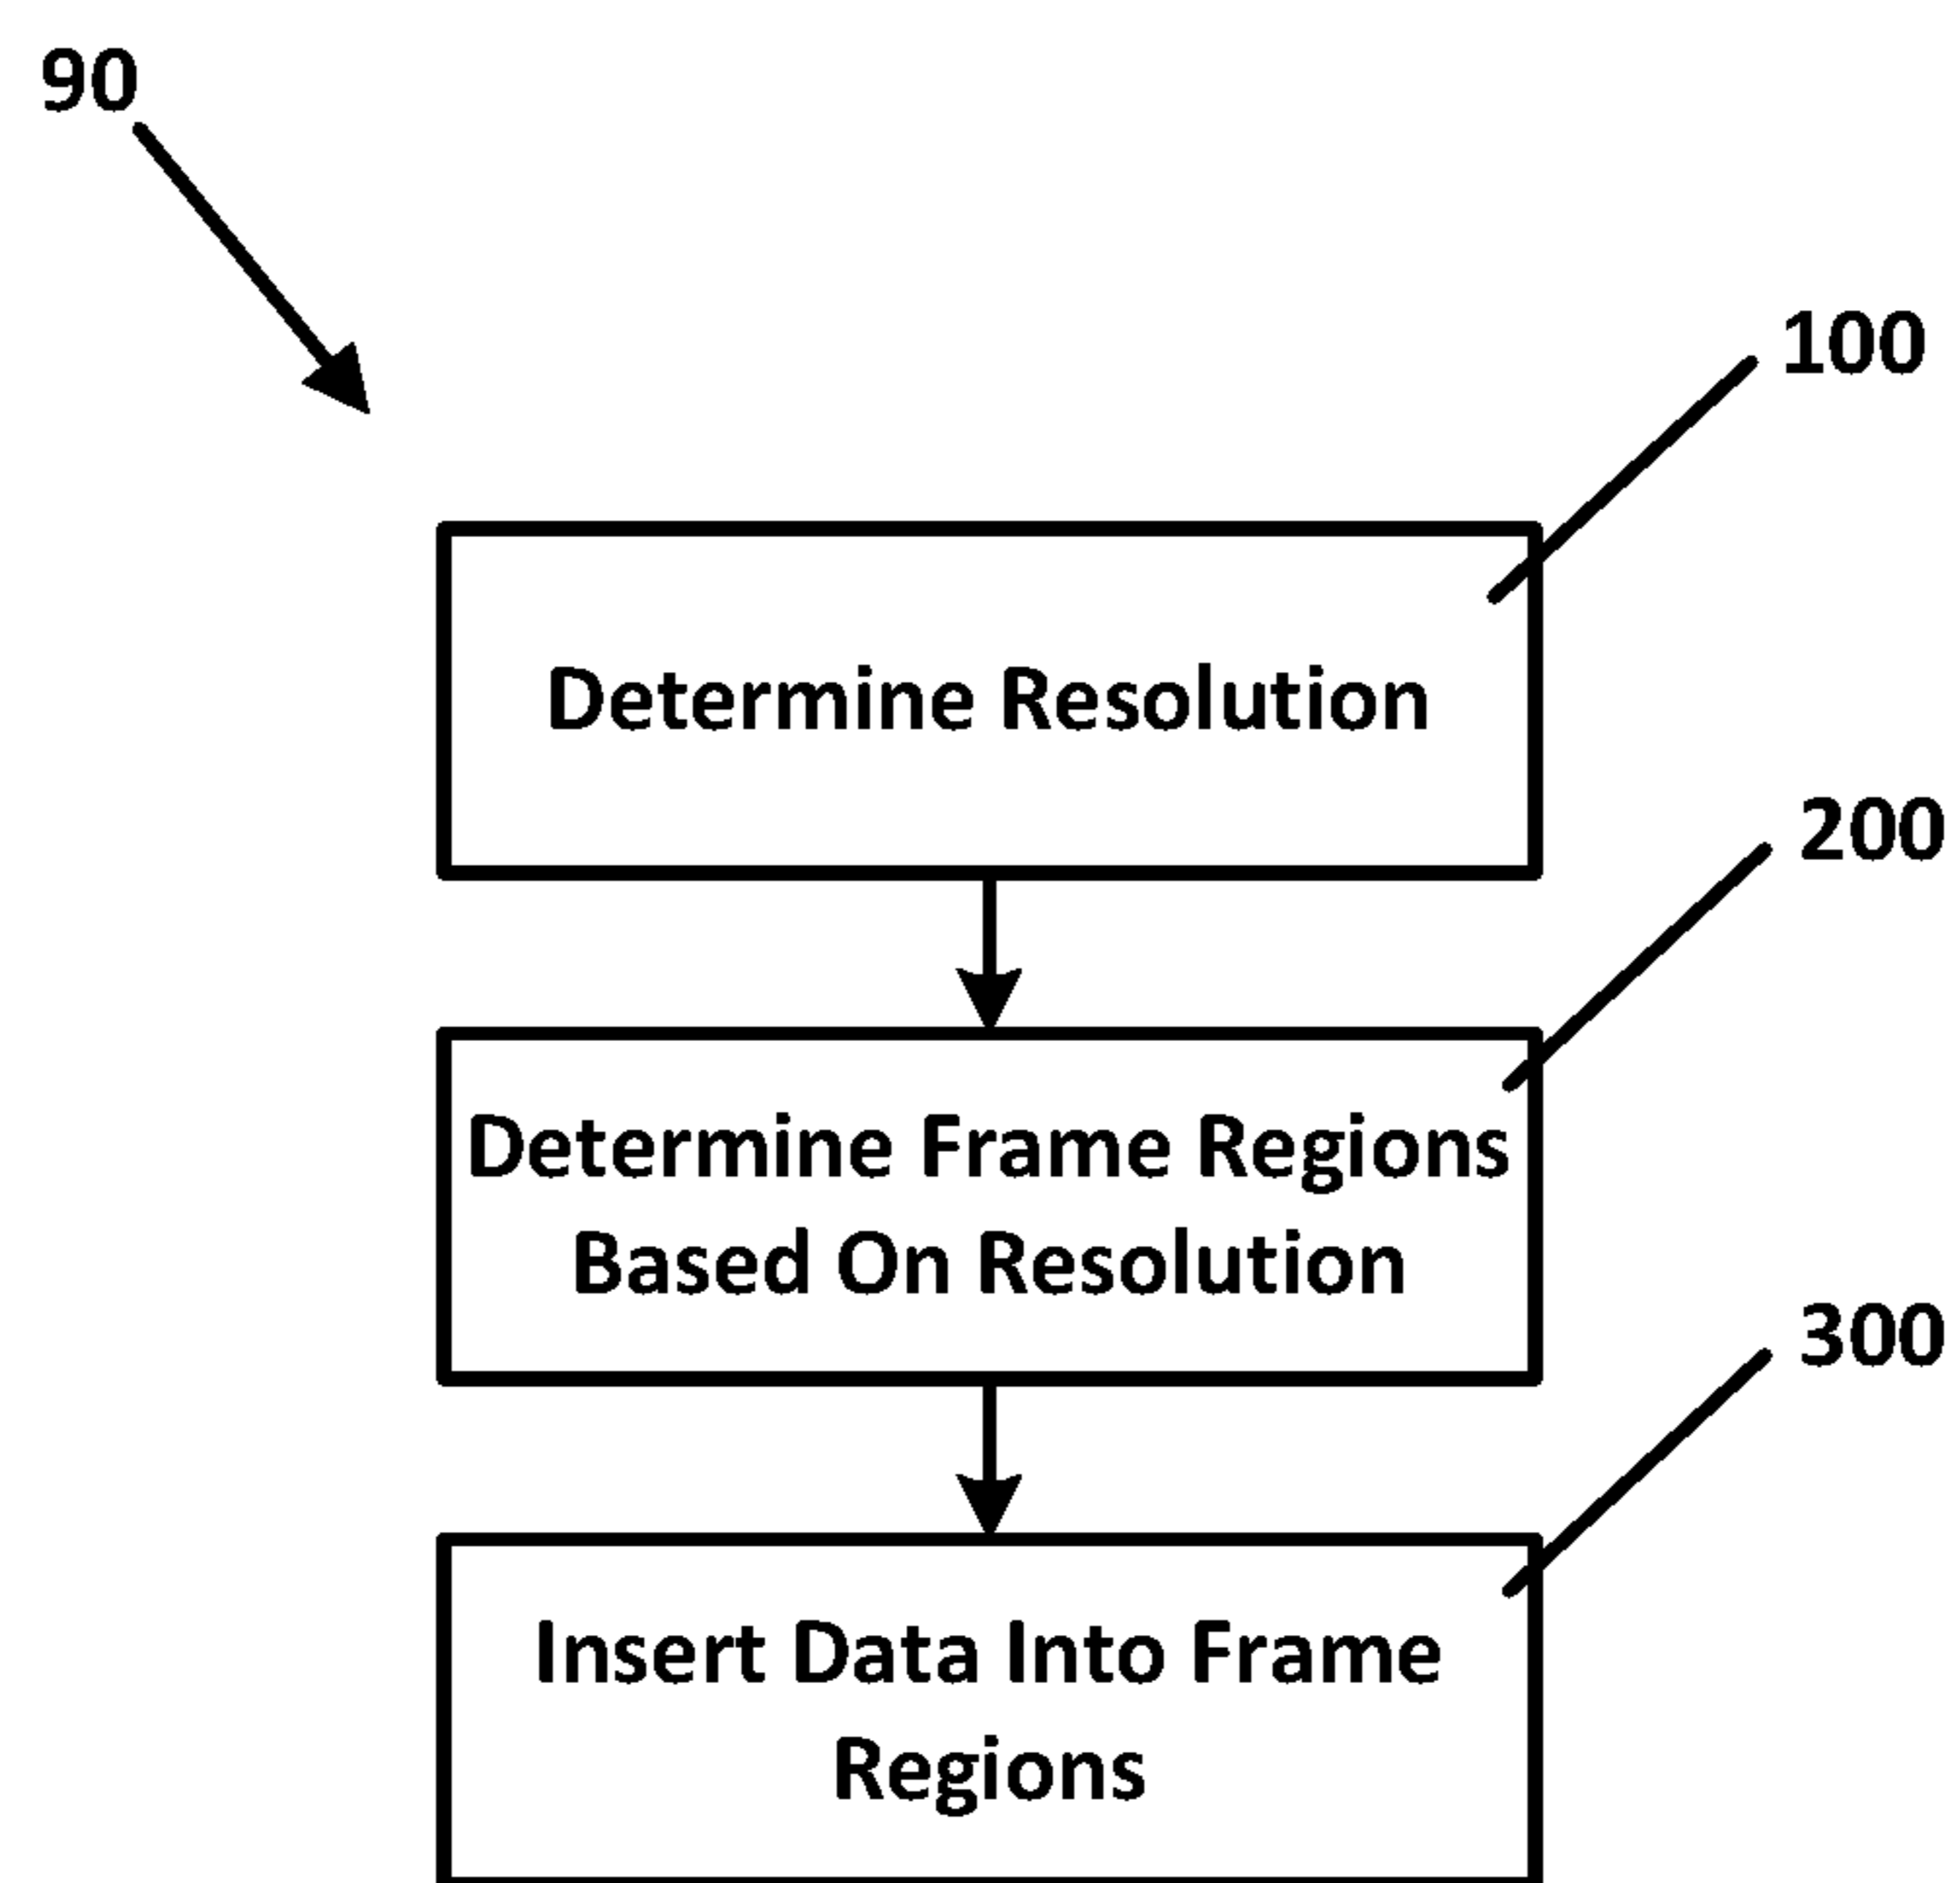 90
100
Determine Resolution
200
Determine Frame Regions
Based On Resolution
300
Insert Data Into Frame
Regions